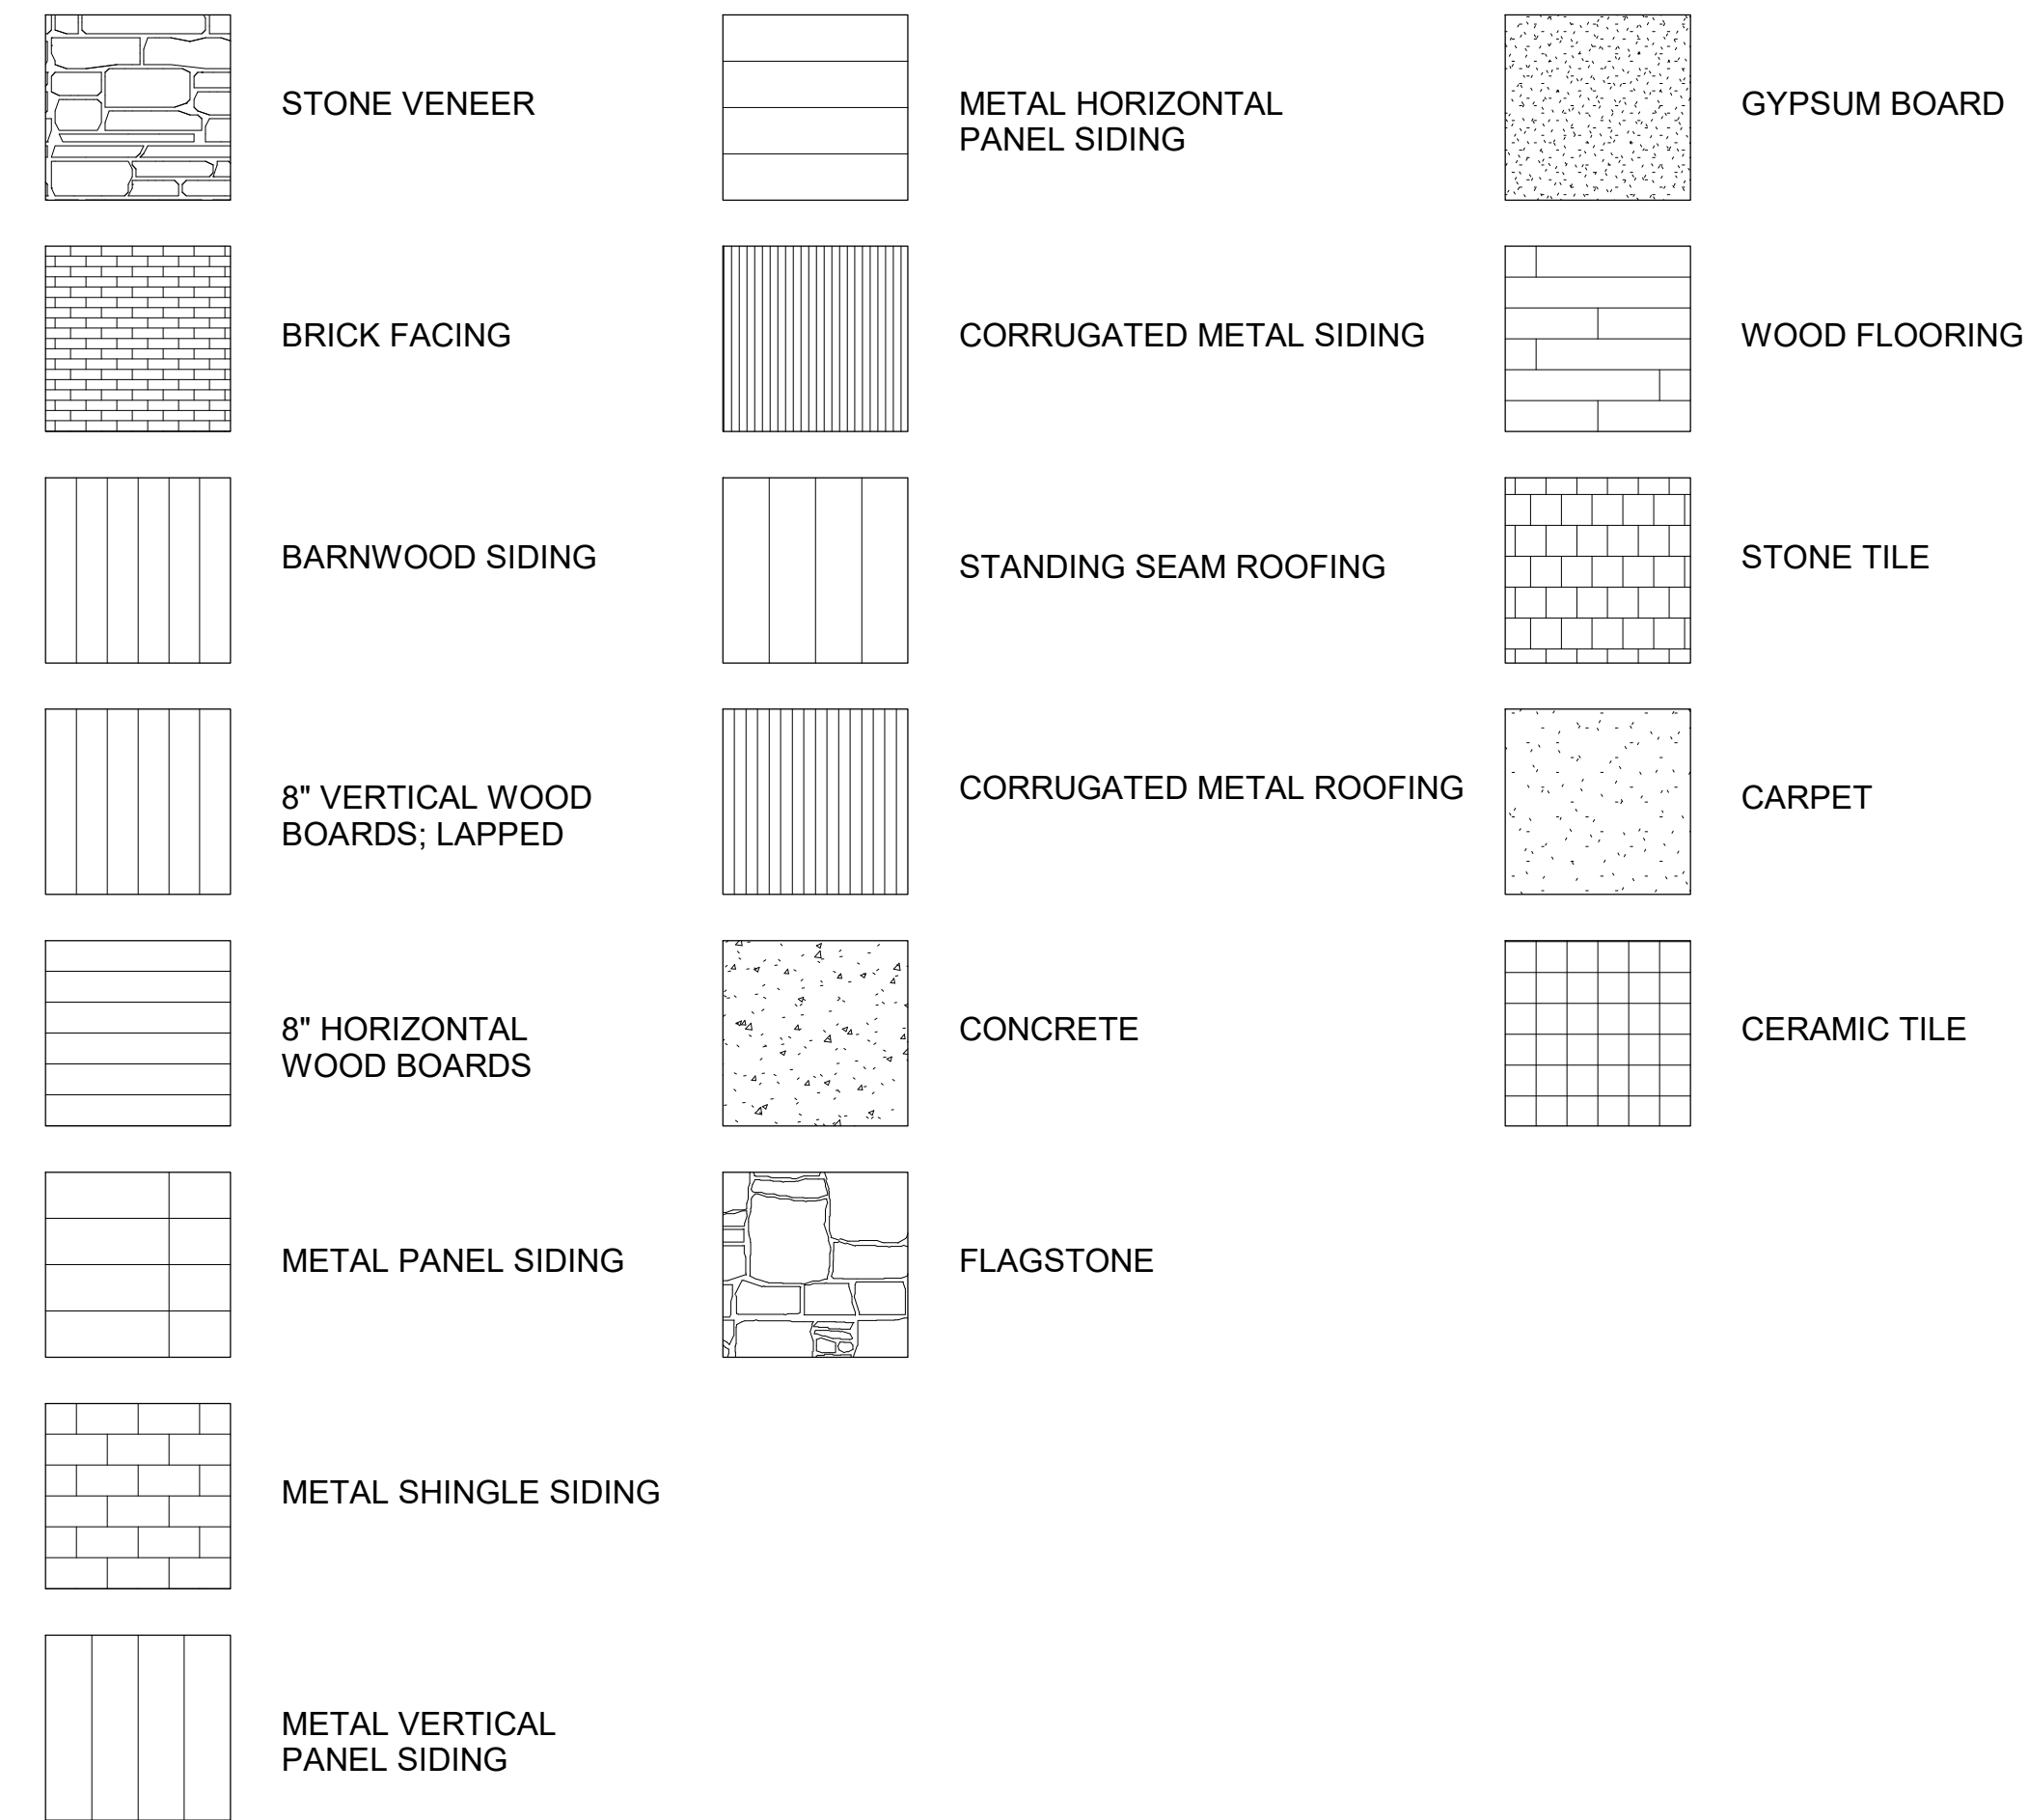 STONE VENEER
BRICK FACING
BARNWOOD SIDING
8" VERTICAL WOOD
BOARDS; LAPPED
8" HORIZONTAL
WOOD BOARDS
METAL PANEL SIDING
METAL SHINGLE SIDING
METAL VERTICAL
PANEL SIDING
METAL HORIZONTAL
PANEL SIDING
CORRUGATED METAL SIDING
STANDING SEAM ROOFING
CORRUGATED METAL ROOFING
CONCRETE
FLAGSTONE
GYPSUM BOARD
WOOD FLOORING
STONE TILE
CARPET
CERAMIC TILE